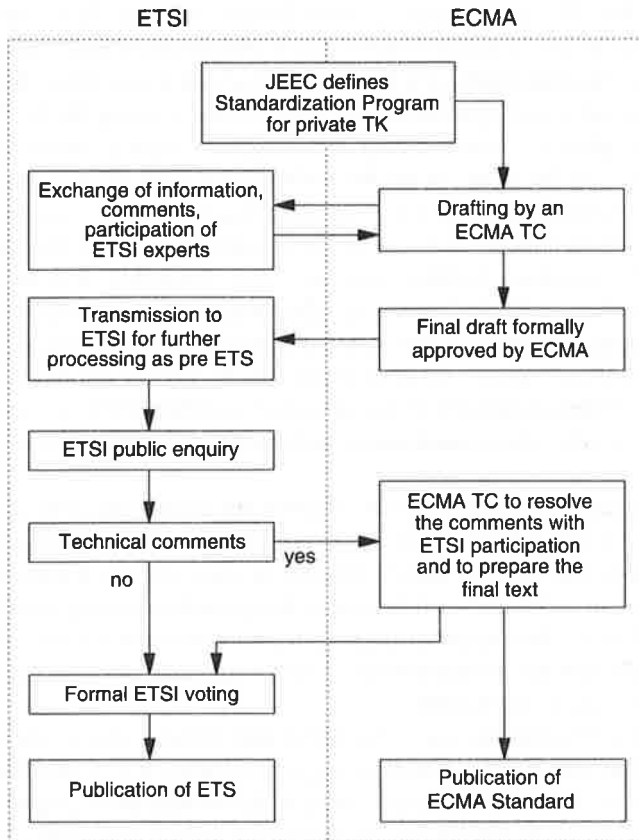 ETSI
ECMA
JEEC defines
Standardization Program
for private TK
Exchange of information,
comments,
participation of
ETSI experts
Drafting by an
ECMA TC
Transmission to
ETSI for further
processing as pre ETS
Final draft formally
approved by ECMA
ETSI public enquiry
Technical comments
yes
no
ECMA TC to resolve
the comments with
ETSI participation
and to prepare the
final text
Formal ETSI voting
Publication of ETS
Publication of
ECMA Standard